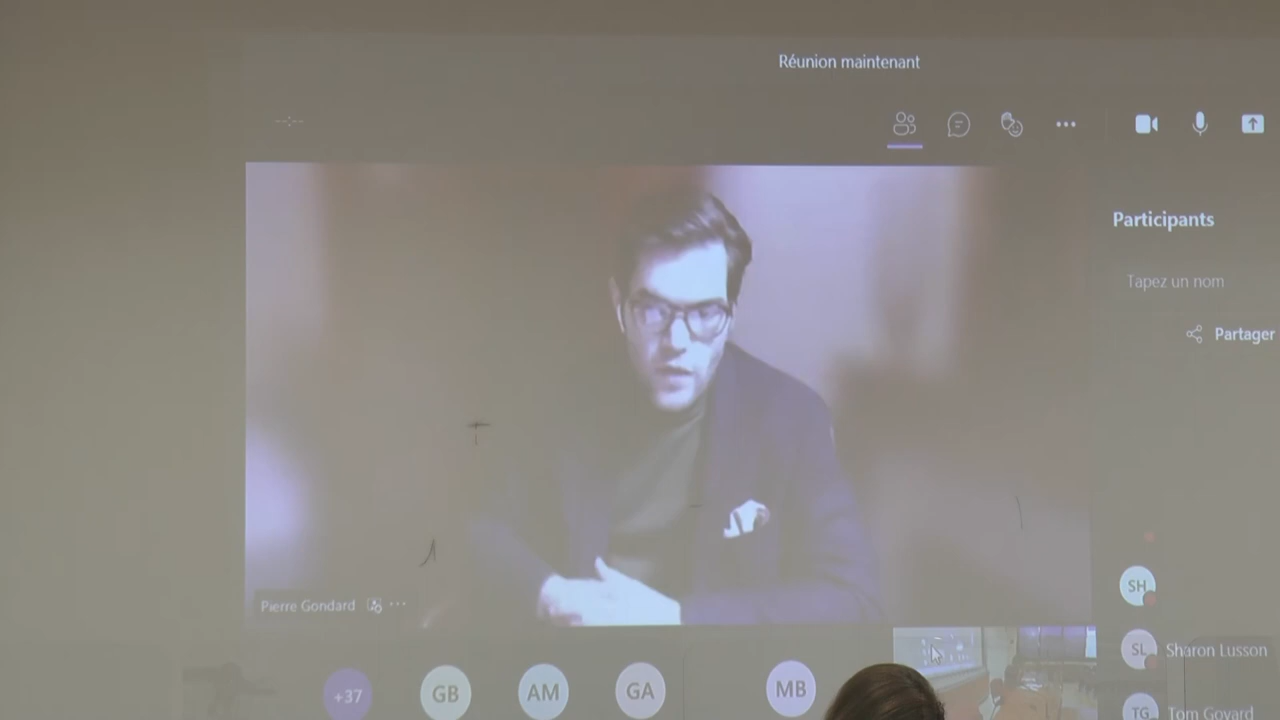 Réunion maintenant
Participants
Tapez un nom
Partager
Pierre Gondard
SH
SL Sharon Lusson
+37 GB AM GA MB
TG Tom Goyard